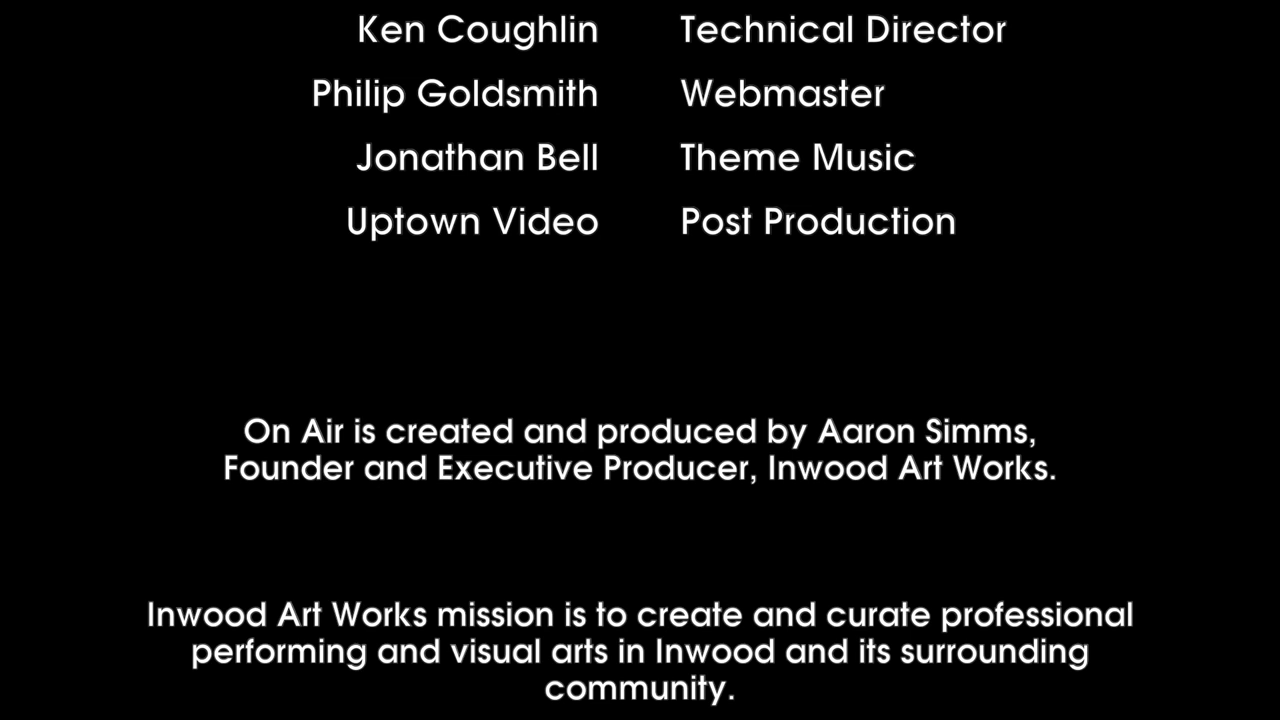 Ken Coughlin Technical Director
Philip Goldsmith Webmaster
Jonathan Bell Theme Music
Uptown Video Post Production
On Air is created and produced by Aaron Simms,
Founder and Executive Producer, Inwood Art Works.
Inwood Art Works mission is to create and curate professional
performing and visual arts in Inwood and its surrounding
community.